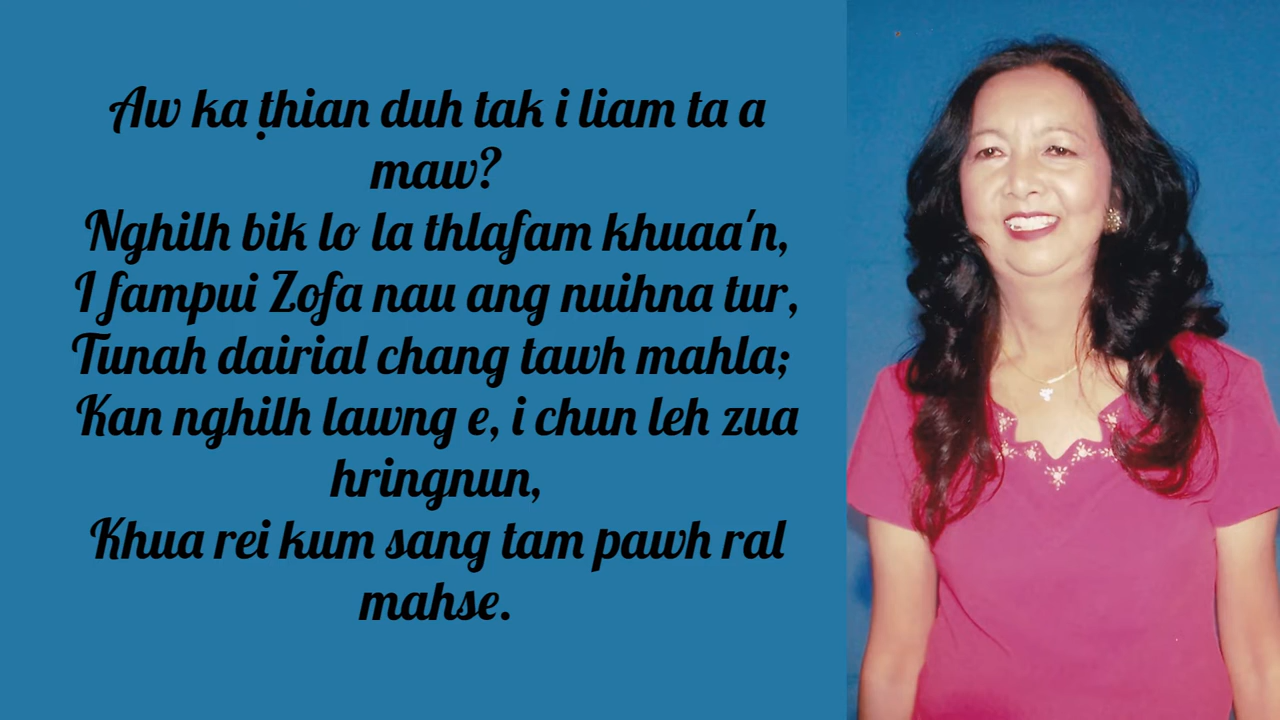 Aw ka ṭhian duh tak i liam ta a
maw?
Nghilh bik lo la thlafam khuaa'n,
I fampui Zofa nau ang nuihna tur,
Tunah dairial chang tawh mahla;
Kan nghilh lawng e, i chun leh zua
hringnun,
Khua rei kum sang tam pawh ral
mahse.